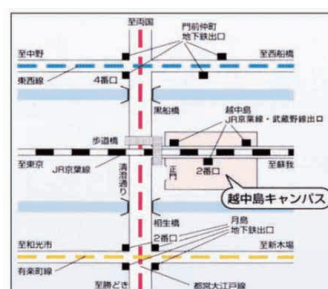 至両国
門前仲町
地下鉄出口
至中野
至西船橋
東西線
4番口
黒船橋
歩道橋
越中島
JR京葉線・武蔵野線出口
至東京
JR京葉線
清澄通り
正門
2番口
至蘇我
越中島キャンパス
相生橋
月島
地下鉄出口
2番口
至和光市
至新木場
有楽町線
至勝どき
都営大江戸線